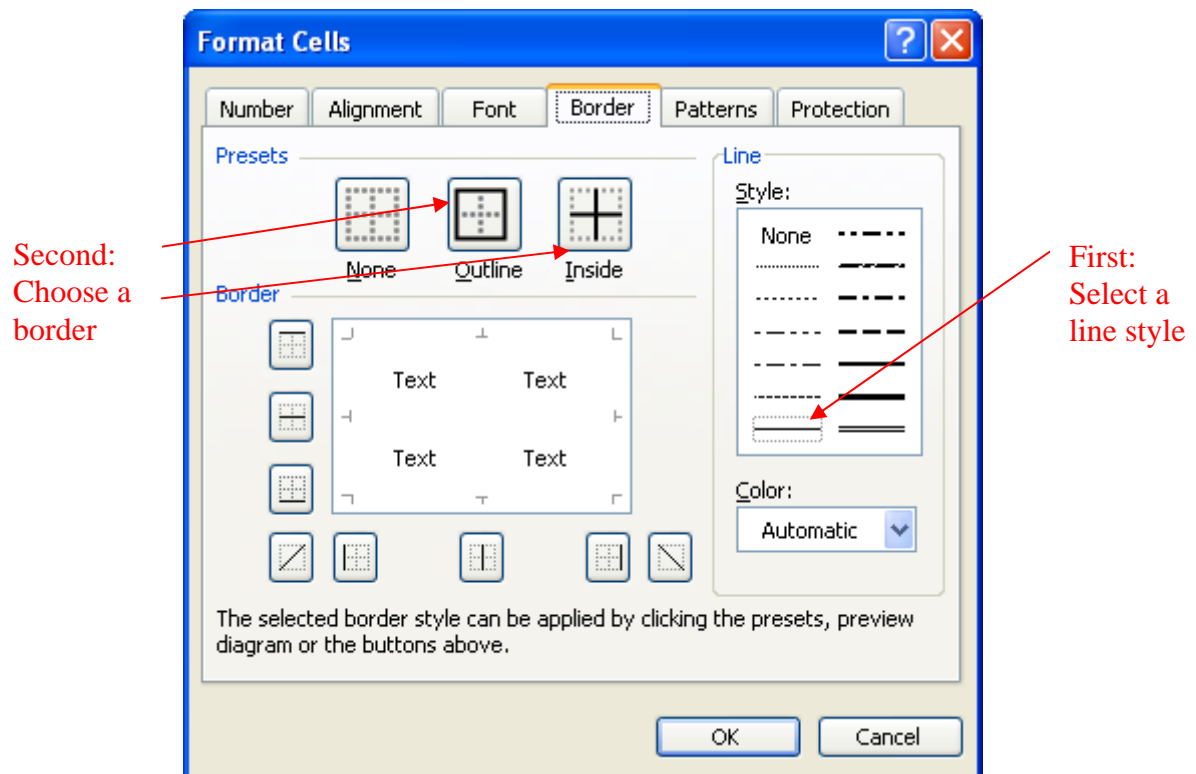 Format Cells
Number Alignment Font Border Patterns Protection
Presets
None Outline Inside
Border
Text Text
Text Text
Line
Style:
None
Color:
Automatic
The selected border style can be applied by clicking the presets, preview
diagram or the buttons above.
OK Cancel
Second:
Choose a
border
First:
Select a
line style